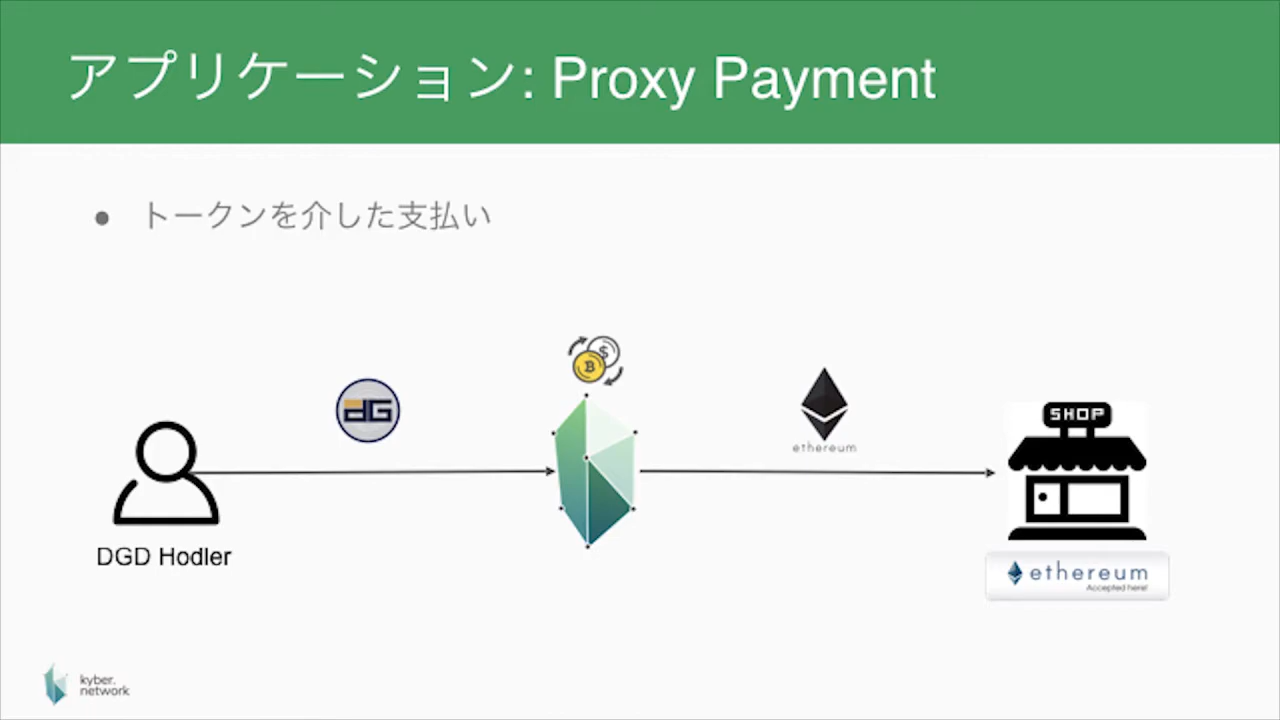 アプリケーション: Proxy Payment
● トークンを介した支払い
dG
ethereum
SHOP
DGD Hodler
ethereum
Accepted here!
kyber.
network